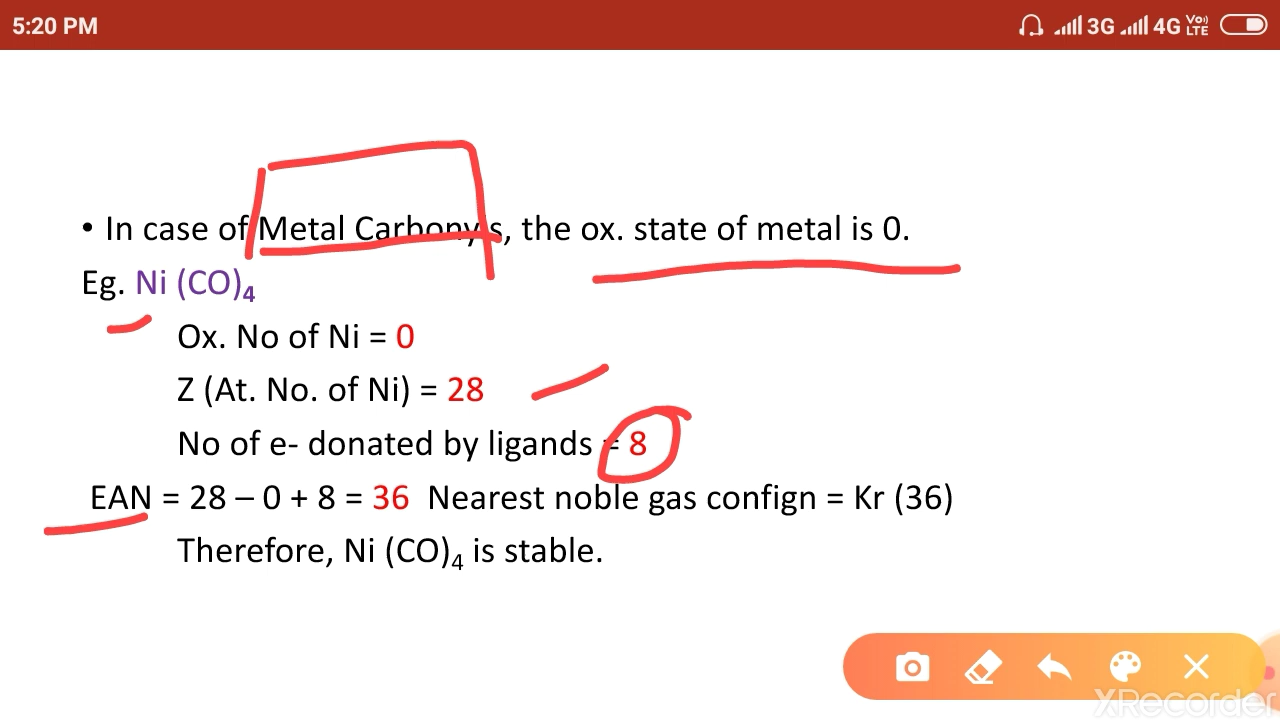 5:20 PM 3G 4G Vo)) LTE
• In case of Metal Carbonyls, the ox. state of metal is 0.
Eg. Ni (CO)₄
Ox. No of Ni = 0
Z (At. No. of Ni) = 28
No of e- donated by ligands = 8
EAN = 28 – 0 + 8 = 36 Nearest noble gas confign = Kr (36)
Therefore, Ni (CO)₄ is stable.
XRecorder